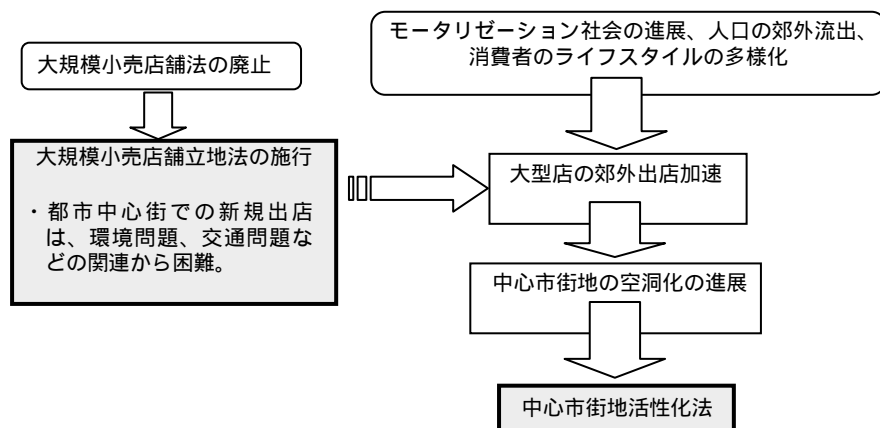 大規模小売店舗法の廃止
大規模小売店舗立地法の施行
・都市中心街での新規出店
は、環境問題、交通問題な
どの関連から困難。
モータリゼーション社会の進展、人口の郊外流出、
消費者のライフスタイルの多様化
大型店の郊外出店加速
中心市街地の空洞化の進展
中心市街地活性化法